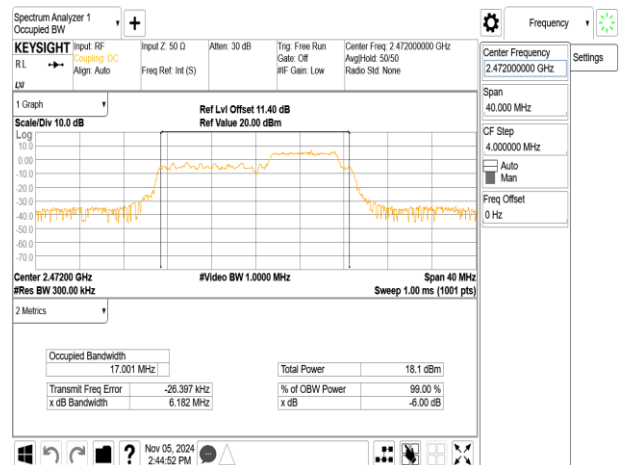 Spectrum Analyzer 1
Occupied BW
KEYSIGHT Input: RF Input Z: 50 Ω Atten: 30 dB Trig: Free Run Center Freq: 2.472000000 GHz
RL Coupling: DC Gate: Off Avg|Hold: 50/50
Align: Auto Freq Ref: Int (S) #IF Gain: Low Radio Std: None
LXI
1 Graph
Ref Lvl Offset 11.40 dB
Scale/Div 10.0 dB Ref Value 20.00 dBm
Log
10.0
0.00
-10.0
-20.0
-30.0
-40.0
-50.0
-60.0
-70.0
Center 2.47200 GHz #Video BW 1.0000 MHz Span 40 MHz
#Res BW 300.00 kHz Sweep 1.00 ms (1001 pts)
2 Metrics
Occupied Bandwidth
17.001 MHz
Total Power 18.1 dBm
Transmit Freq Error -26.397 kHz % of OBW Power 99.00 %
x dB Bandwidth 6.182 MHz x dB -6.00 dB
?
Nov 05, 2024
2:44:52 PM
Frequency
Settings
Center Frequency
2.472000000 GHz
Span
40.000 MHz
CF Step
4.000000 MHz
Auto
Man
Freq Offset
0 Hz